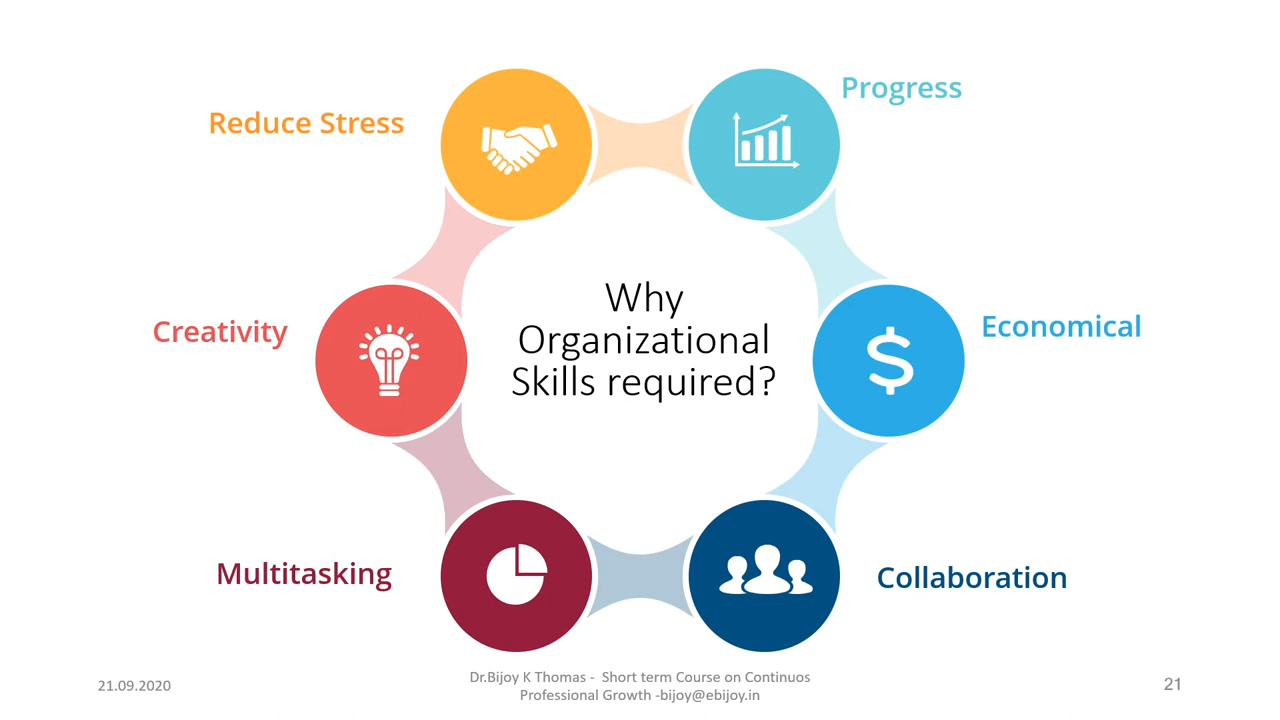 Progress
Reduce Stress
Why
Organizational
Skills required?
Creativity
Economical
Multitasking
Collaboration
21.09.2020
Dr.Bijoy K Thomas -  Short term Course on Continuos
Professional Growth -bijoy@ebijoy.in
21